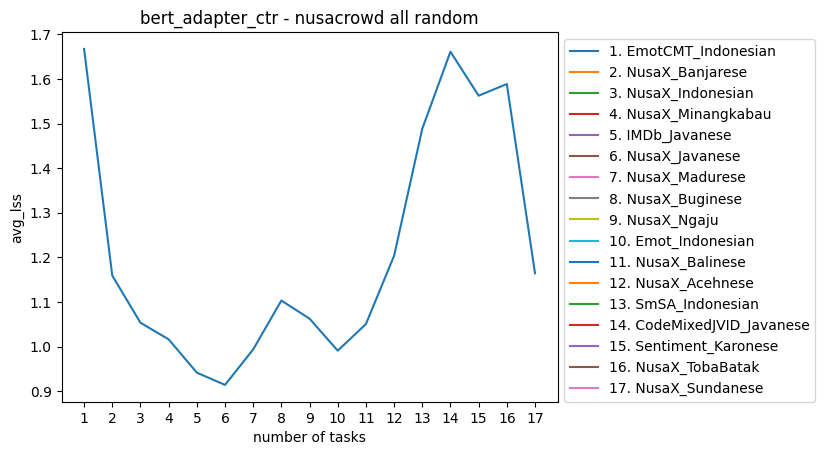 bert_adapter_ctr - nusacrowd all random
avg_lss
1.7
1.6
1.5
1.4
1.3
1.2
1.1
1.0
0.9
1 2 3 4 5 6 7 8 9 10 11 12 13 14 15 16 17
number of tasks
1. EmotCMT_Indonesian
2. NusaX_Banjarese
3. NusaX_Indonesian
4. NusaX_Minangkabau
5. IMDb_Javanese
6. NusaX_Javanese
7. NusaX_Madurese
8. NusaX_Buginese
9. NusaX_Ngaju
10. Emot_Indonesian
11. NusaX_Balinese
12. NusaX_Acehnese
13. SmSA_Indonesian
14. CodeMixedJVID_Javanese
15. Sentiment_Karonese
16. NusaX_TobaBatak
17. NusaX_Sundanese